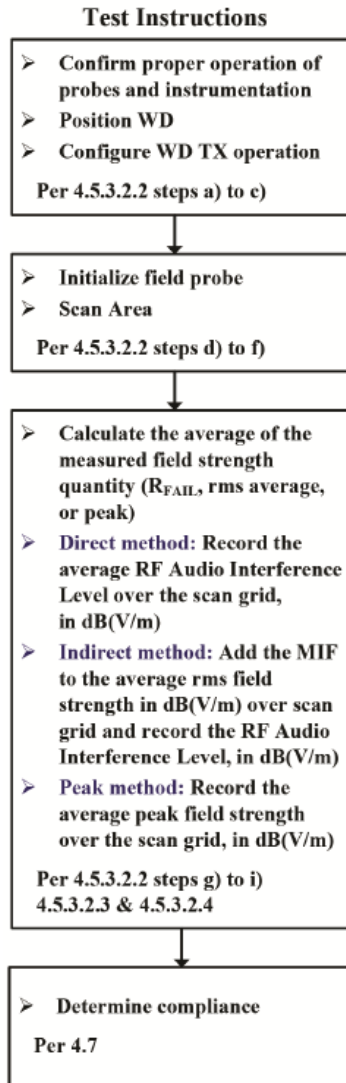 Test Instructions
➢ Confirm proper operation of
probes and instrumentation
➢ Position WD
➢ Configure WD TX operation
Per 4.5.3.2.2 steps a) to c)
➢ Initialize field probe
➢ Scan Area
Per 4.5.3.2.2 steps d) to f)
➢ Calculate the average of the
measured field strength
quantity (RFAIL, rms average,
or peak)
➢ Direct method: Record the
average RF Audio Interference
Level over the scan grid,
in dB(V/m)
➢ Indirect method: Add the MIF
to the average rms field
strength in dB(V/m) over scan
grid and record the RF Audio
Interference Level, in dB(V/m)
➢ Peak method: Record the
average peak field strength
over the scan grid, in dB(V/m)
Per 4.5.3.2.2 steps g) to i)
4.5.3.2.3 & 4.5.3.2.4
➢ Determine compliance
Per 4.7